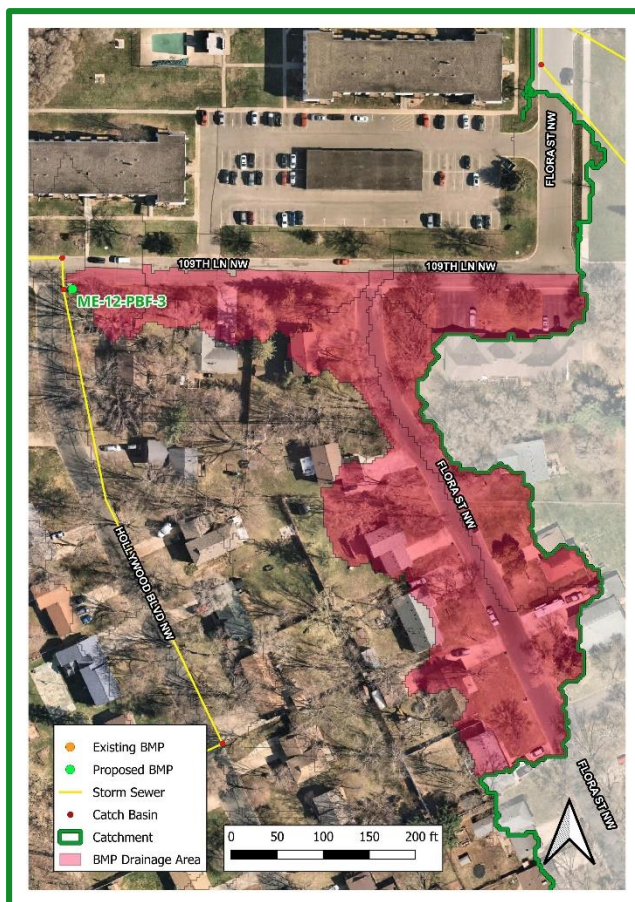 FLORA ST NW
109TH LN NW
109TH LN NW
ME-12-PBF-3
FLORA ST NW
HOLLYWOOD BLVD NW
FLORA ST NW
Existing BMP
Proposed BMP
Storm Sewer
Catch Basin
Catchment
BMP Drainage Area
0 50 100 150 200 ft